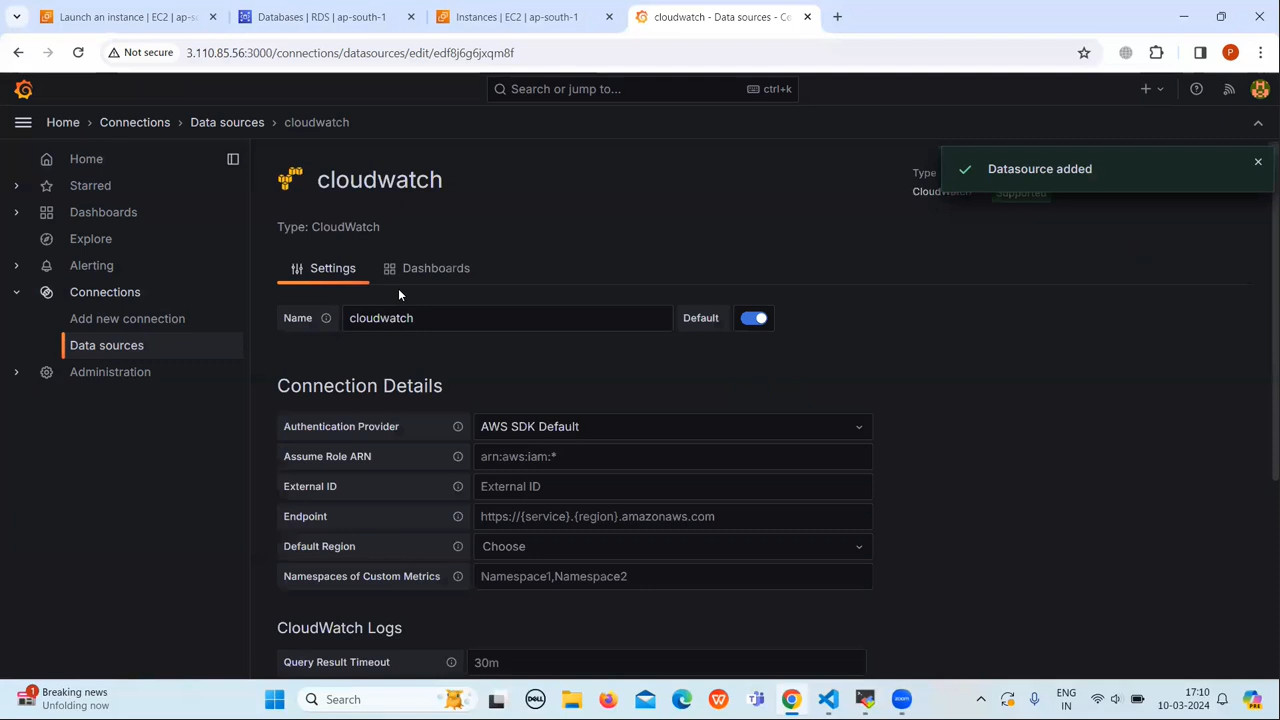 Launch an instance | EC2 | ap-s
Databases | RDS | ap-south-1
Instances | EC2 | ap-south-1
cloudwatch - Data sources - Ce
Not secure
3.110.85.56:3000/connections/datasources/edit/edf8j6g6jxqm8f
P
Search or jump to...
ctrl+k
Home > Connections > Data sources > cloudwatch
Home
Starred
Dashboards
Explore
Alerting
Connections
Add new connection
Data sources
Administration
cloudwatch
Type
CloudWatch
Supported
Datasource added
Type: CloudWatch
Settings
Dashboards
Name
cloudwatch
Default
Connection Details
Authentication Provider
AWS SDK Default
Assume Role ARN
arn:aws:iam:*
External ID
External ID
Endpoint
https://{service}.{region}.amazonaws.com
Default Region
Choose
Namespaces of Custom Metrics
Namespace1,Namespace2
CloudWatch Logs
Query Result Timeout
30m
1
Breaking news
Unfolding now
Search
DELL
ENG
IN
17:10
10-03-2024
PRE